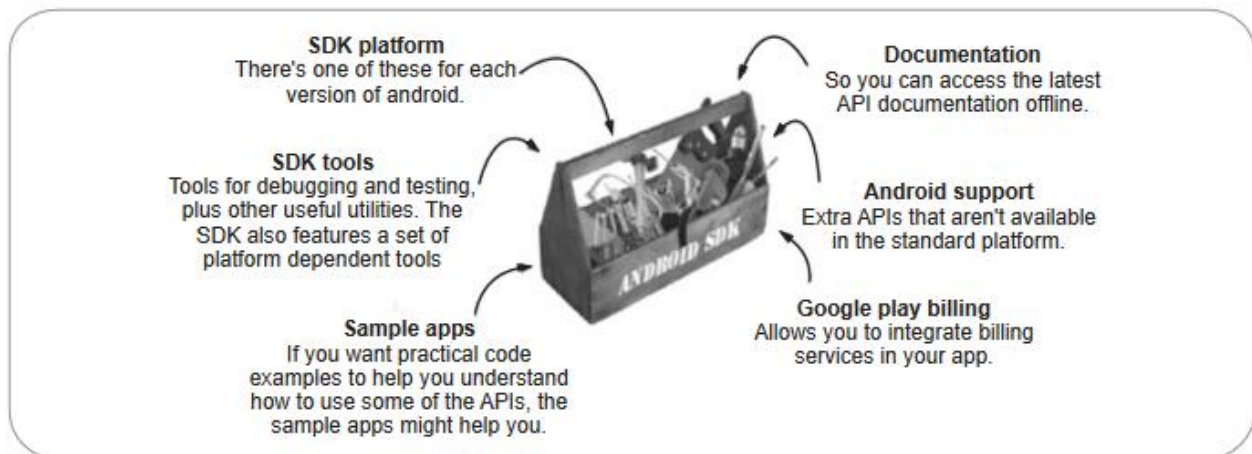 SDK platform
There's one of these for each
version of android.
SDK tools
Tools for debugging and testing,
plus other useful utilities. The
SDK also features a set of
platform dependent tools
Sample apps
If you want practical code
examples to help you understand
how to use some of the APIs, the
sample apps might help you.
ANDROID SDK
Documentation
So you can access the latest
API documentation offline.
Android support
Extra APIs that aren't available
in the standard platform.
Google play billing
Allows you to integrate billing
services in your app.